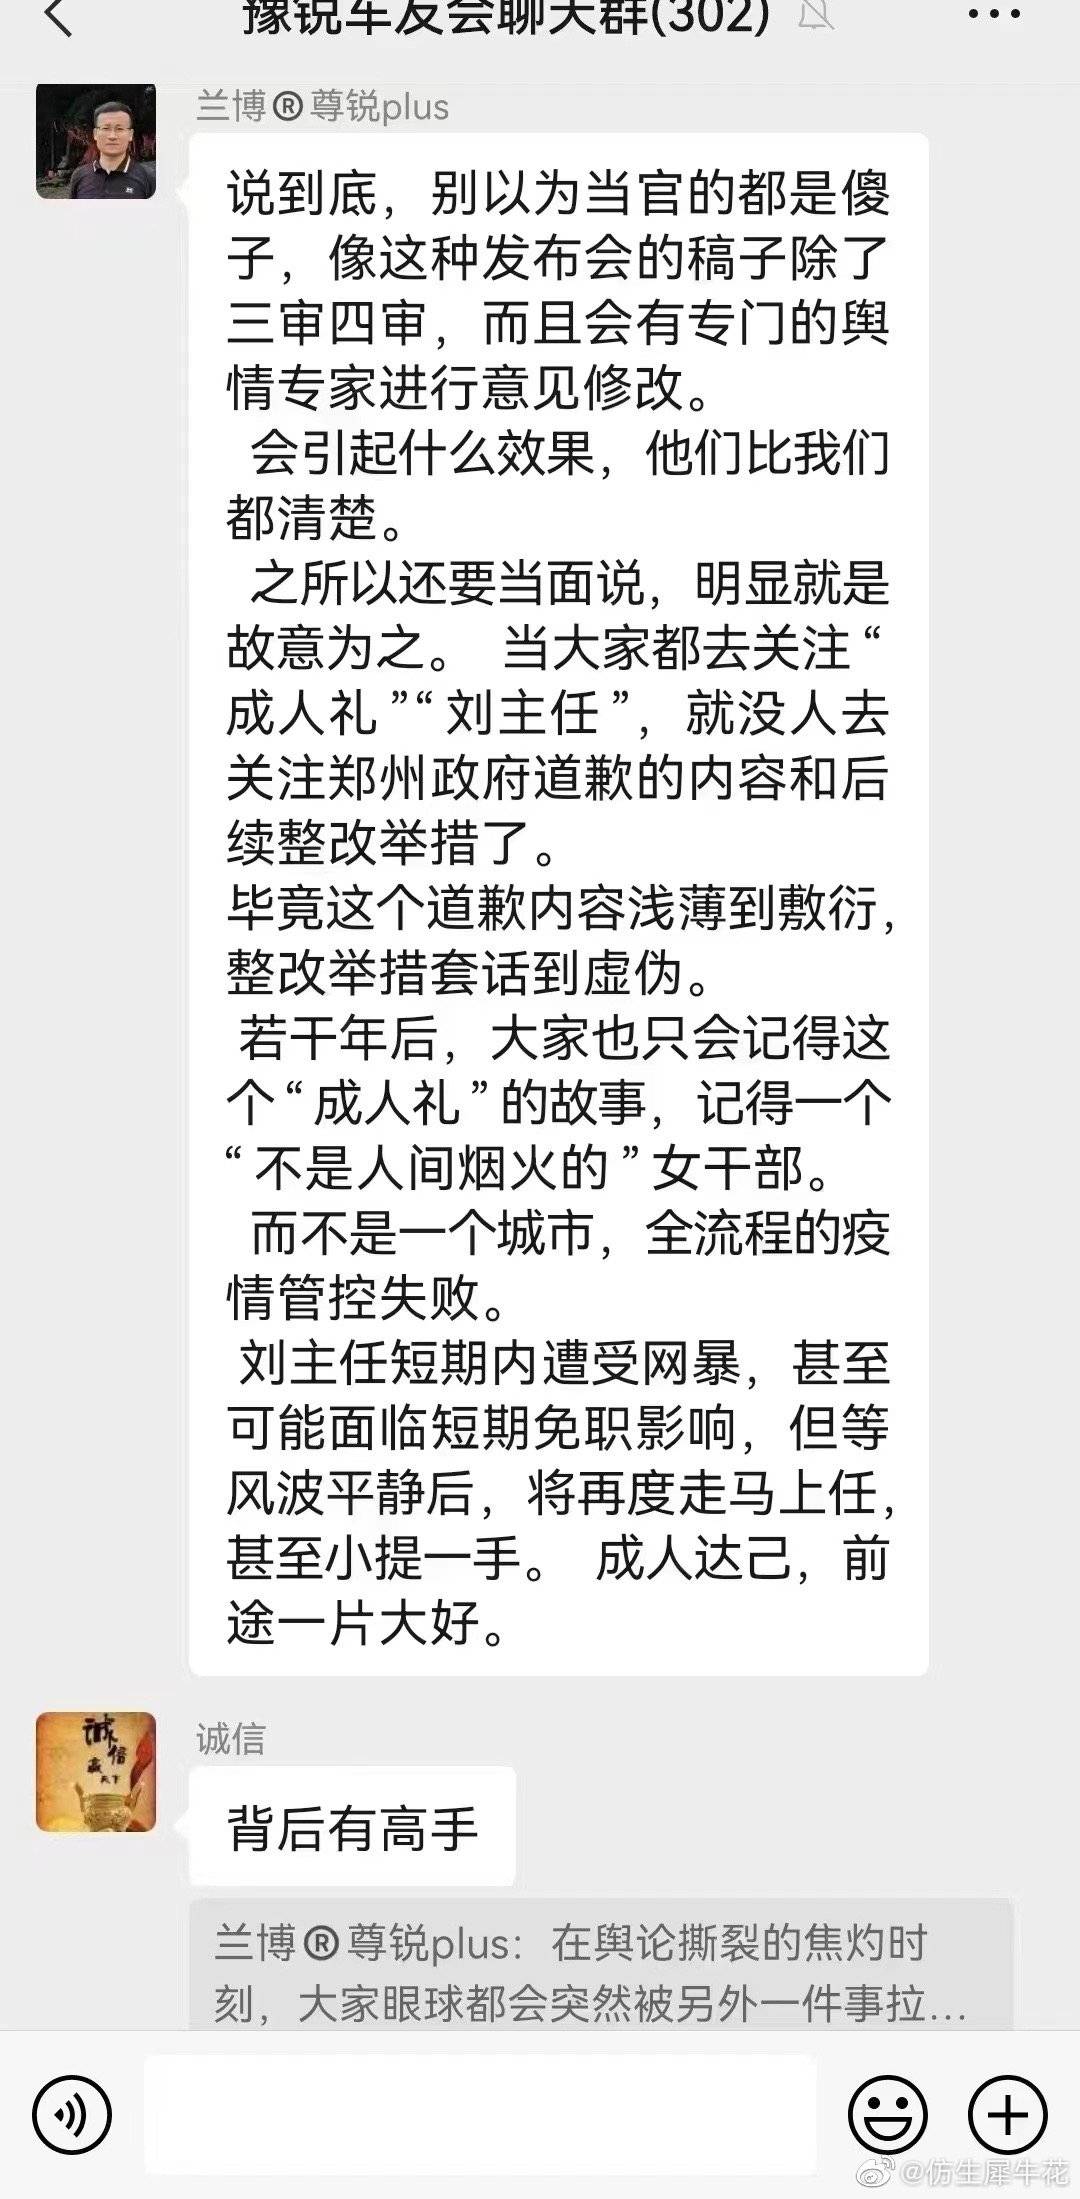 豫锐车友会聊天群(302)
兰博®尊锐plus
说到底，别以为当官的都是傻
子，像这种发布会的稿子除了
三审四审，而且会有专门的舆
情专家进行意见修改。
会引起什么效果，他们比我们
都清楚。
之所以还要当面说，明显就是
故意为之。 当大家都去关注“
成人礼”“刘主任”，就没人去
关注郑州政府道歉的内容和后
续整改举措了。
毕竟这个道歉内容浅薄到敷衍，
整改举措套话到虚伪。
若干年后，大家也只会记得这
个“成人礼”的故事，记得一个
“不是人间烟火的”女干部。
而不是一个城市，全流程的疫
情管控失败。
刘主任短期内遭受网暴，甚至
可能面临短期免职影响，但等
风波平静后，将再度走马上任，
甚至小提一手。 成人达己，前
途一片大好。
诚信
诚信
赢
天下
背后有高手
兰博®尊锐plus：在舆论撕裂的焦灼时
刻，大家眼球都会突然被另外一件事拉...
@仿生犀牛花